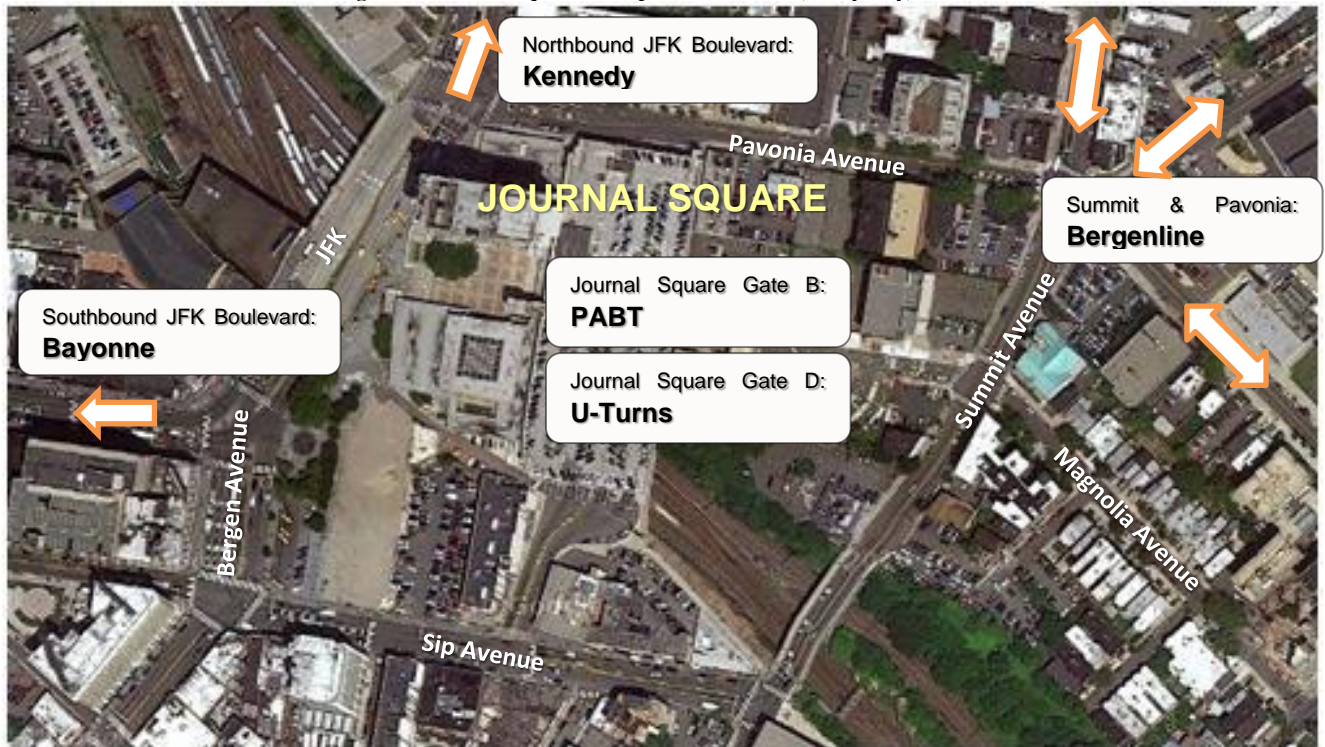 Northbound JFK Boulevard:
Kennedy
Pavonia Avenue
JOURNAL SQUARE
Summit & Pavonia:
Bergenline
JFK
Journal Square Gate B:
PABT
Southbound JFK Boulevard:
Bayonne
Journal Square Gate D:
U-Turns
Summit Avenue
Bergen Avenue
Magnolia Avenue
Sip Avenue